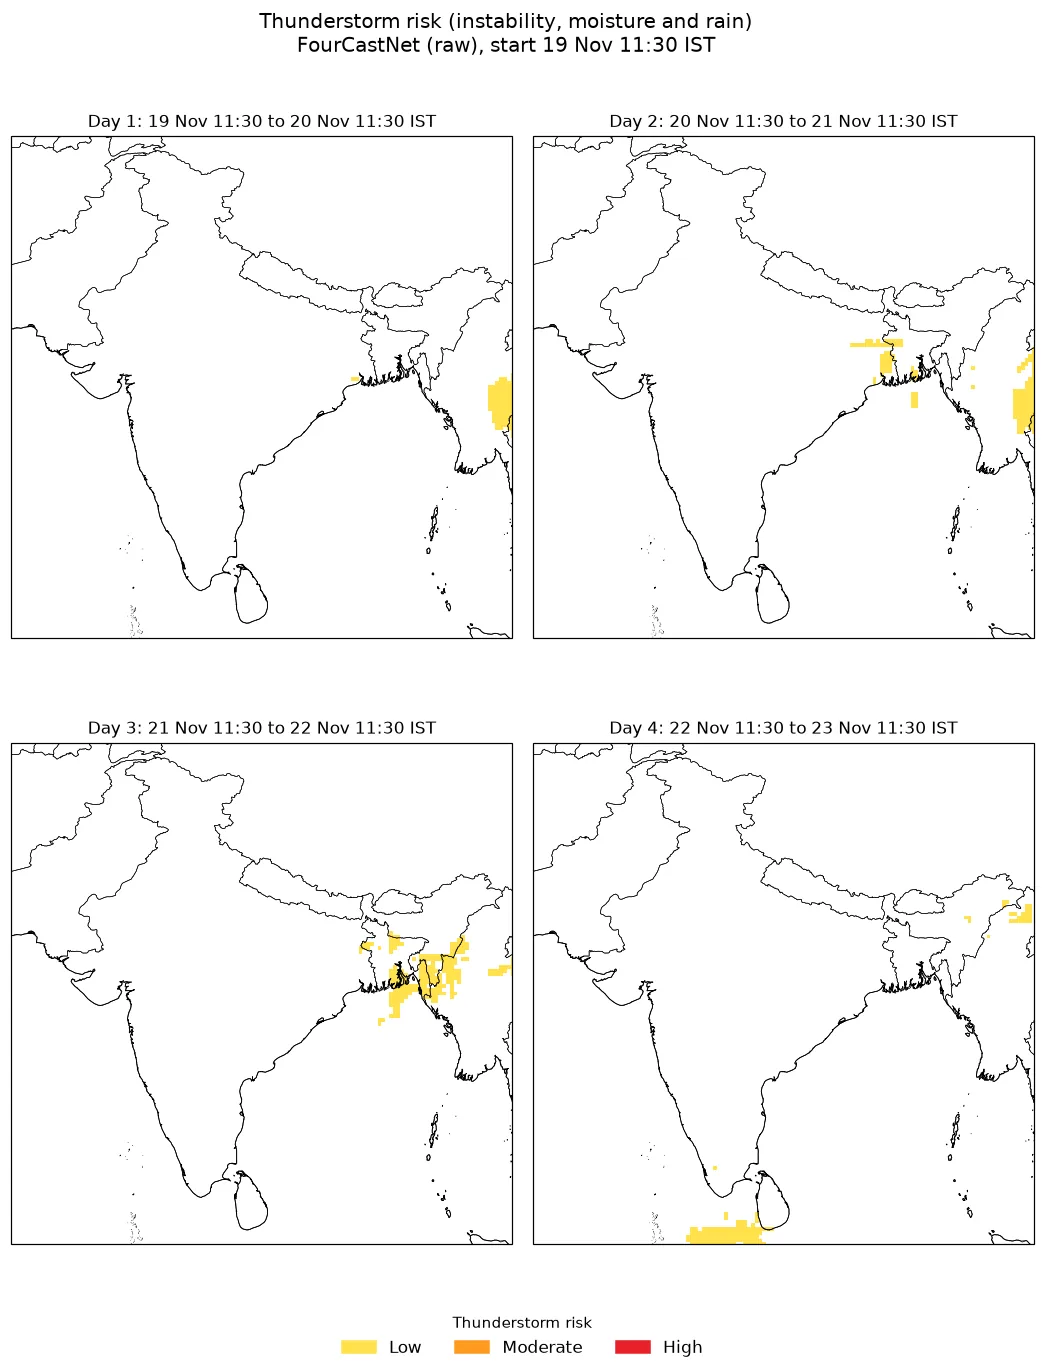 Thunderstorm risk (instability, moisture and rain)
FourCastNet (raw), start 19 Nov 11:30 IST
Day 1: 19 Nov 11:30 to 20 Nov 11:30 IST
Day 2: 20 Nov 11:30 to 21 Nov 11:30 IST
Day 3: 21 Nov 11:30 to 22 Nov 11:30 IST
Day 4: 22 Nov 11:30 to 23 Nov 11:30 IST
Thunderstorm risk
Low Moderate High